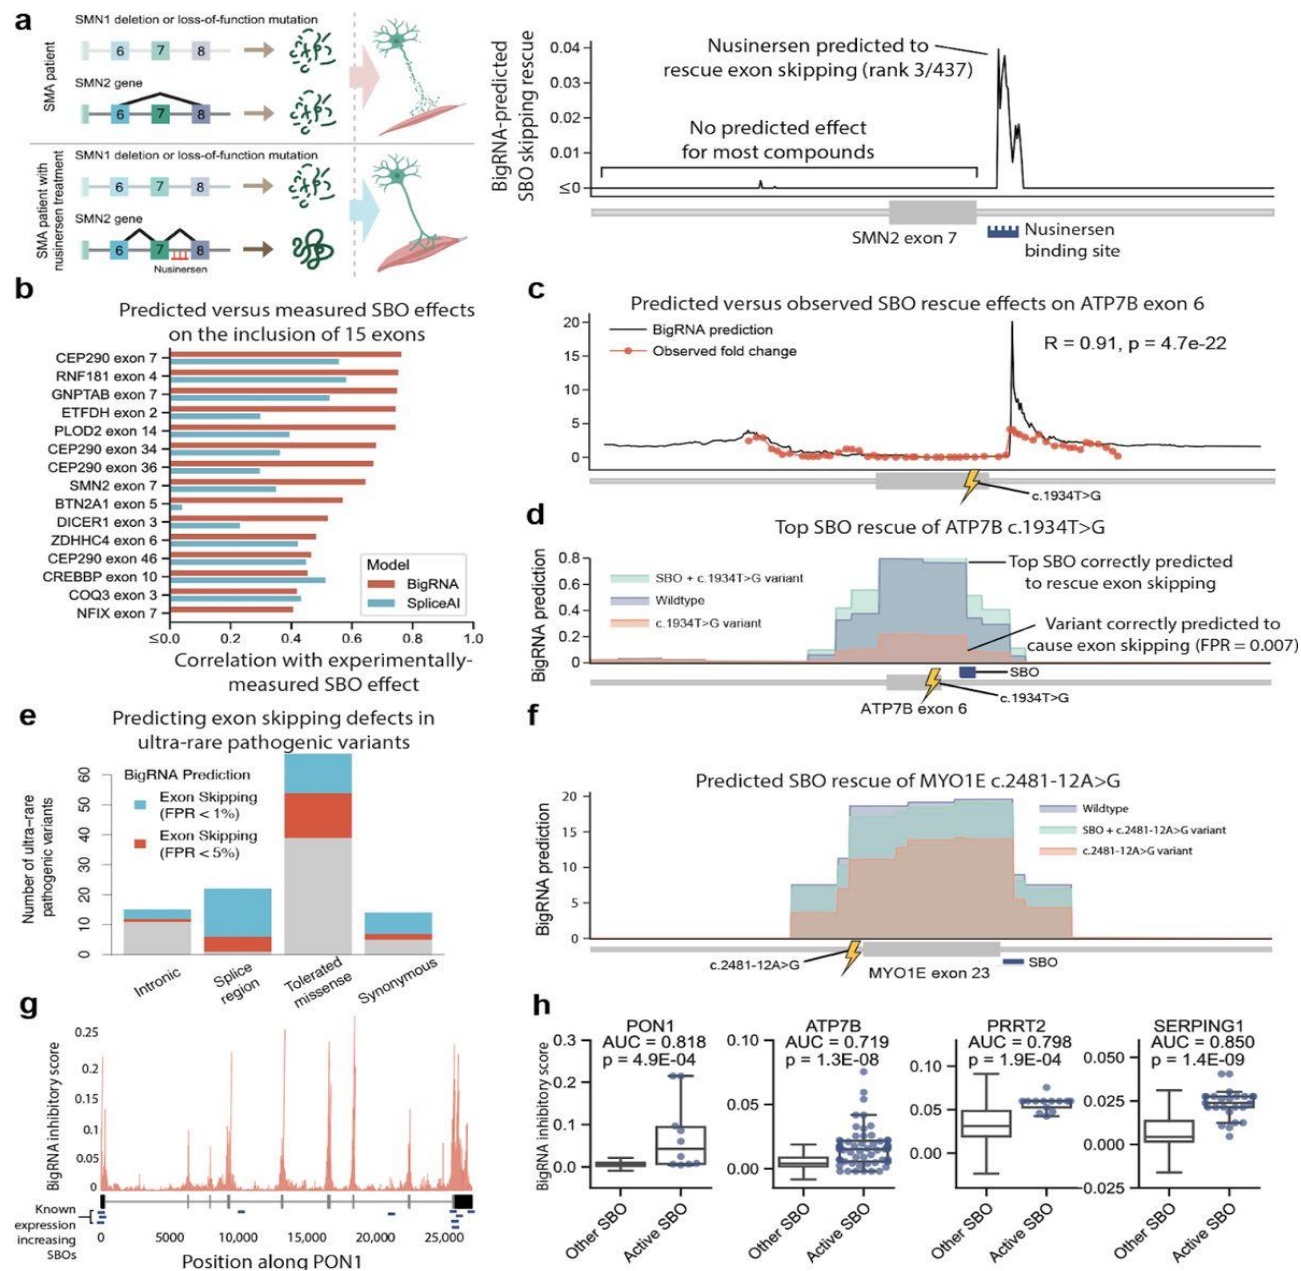 a
SMA patient
SMN1 deletion or loss-of-function mutation
6 7 8
SMN2 gene
6 7 8
SMA patient with
nusinersen treatment
SMN1 deletion or loss-of-function mutation
6 7 8
SMN2 gene
6 7 8
Nusinersen
BigRNA-predicted
SBO skipping rescue
0.04
0.03
0.02
0.01
≤0
Nusinersen predicted to
rescue exon skipping (rank 3/437)
No predicted effect
for most compounds
SMN2 exon 7
Nusinersen
binding site
b
Predicted versus measured SBO effects
on the inclusion of 15 exons
CEP290 exon 7
RNF181 exon 4
GNPTAB exon 7
ETFDH exon 2
PLOD2 exon 14
CEP290 exon 34
CEP290 exon 36
SMN2 exon 7
BTN2A1 exon 5
DICER1 exon 3
ZDHHC4 exon 6
CEP290 exon 46
CREBBP exon 10
COQ3 exon 3
NFIX exon 7
Model
BigRNA
SpliceAI
≤0.0 0.2 0.4 0.6 0.8 1.0
Correlation with experimentally-
measured SBO effect
c
Predicted versus observed SBO rescue effects on ATP7B exon 6
20
15
10
5
0
BigRNA prediction
Observed fold change
R = 0.91, p = 4.7e-22
c.1934T>G
d
Top SBO rescue of ATP7B c.1934T>G
BigRNA prediction
0.8
0.6
0.4
0.2
0
SBO + c.1934T>G variant
Wildtype
c.1934T>G variant
Top SBO correctly predicted
to rescue exon skipping
Variant correctly predicted to
cause exon skipping (FPR = 0.007)
SBO
c.1934T>G
ATP7B exon 6
e
Predicting exon skipping defects in
ultra-rare pathogenic variants
Number of ultra-rare
pathogenic variants
60
50
40
30
20
10
0
BigRNA Prediction
Exon Skipping
(FPR < 1%)
Exon Skipping
(FPR < 5%)
Intronic
Splice
region
Tolerated
missense
Synonymous
f
Predicted SBO rescue of MYO1E c.2481-12A>G
BigRNA prediction
20
15
10
5
0
Wildtype
SBO + c.2481-12A>G variant
c.2481-12A>G variant
c.2481-12A>G
MYO1E exon 23
SBO
g
BigRNA inhibitory score
0.25
0.2
0.15
0.1
0.05
0
Known
expression
increasing
SBOs
0 5000 10,000 15,000 20,000 25,000
Position along PON1
h
BigRNA inhibitory score
PON1
AUC = 0.818
p = 4.9E-04
0.3
0.2
0.1
0.0
Other SBO
Active SBO
ATP7B
AUC = 0.719
p = 1.3E-08
0.10
0.05
0.00
Other SBO
Active SBO
PRRT2
AUC = 0.798
p = 1.9E-04
0.10
0.05
0.00
Other SBO
Active SBO
SERPING1
AUC = 0.850
p = 1.4E-09
0.050
0.025
0.000
-0.025
Other SBO
Active SBO